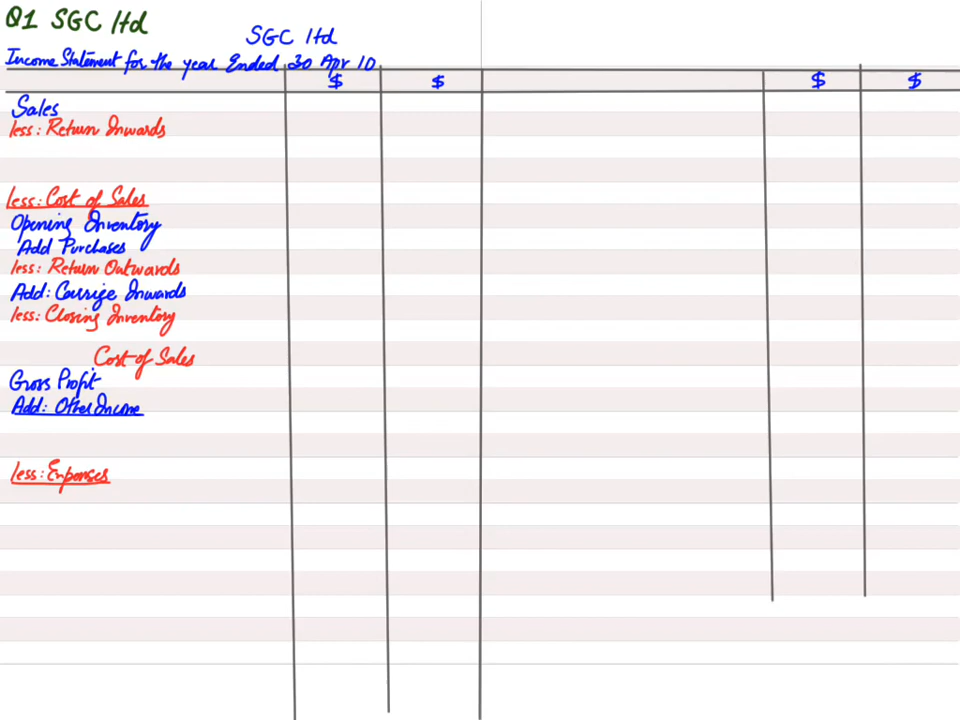 Q1 SGC ltd
SGC ltd
Income Statement for the year Ended 30 Apr 10
$ $ $ $
Sales
less: Return Inwards
less: Cost of Sales
Opening Inventory
Add Purchases
less: Return Outwards
Add: Carrige Inwards
less: Closing Inventory
Cost of Sales
Gross Profit
Add: Other Income
less: Expenses